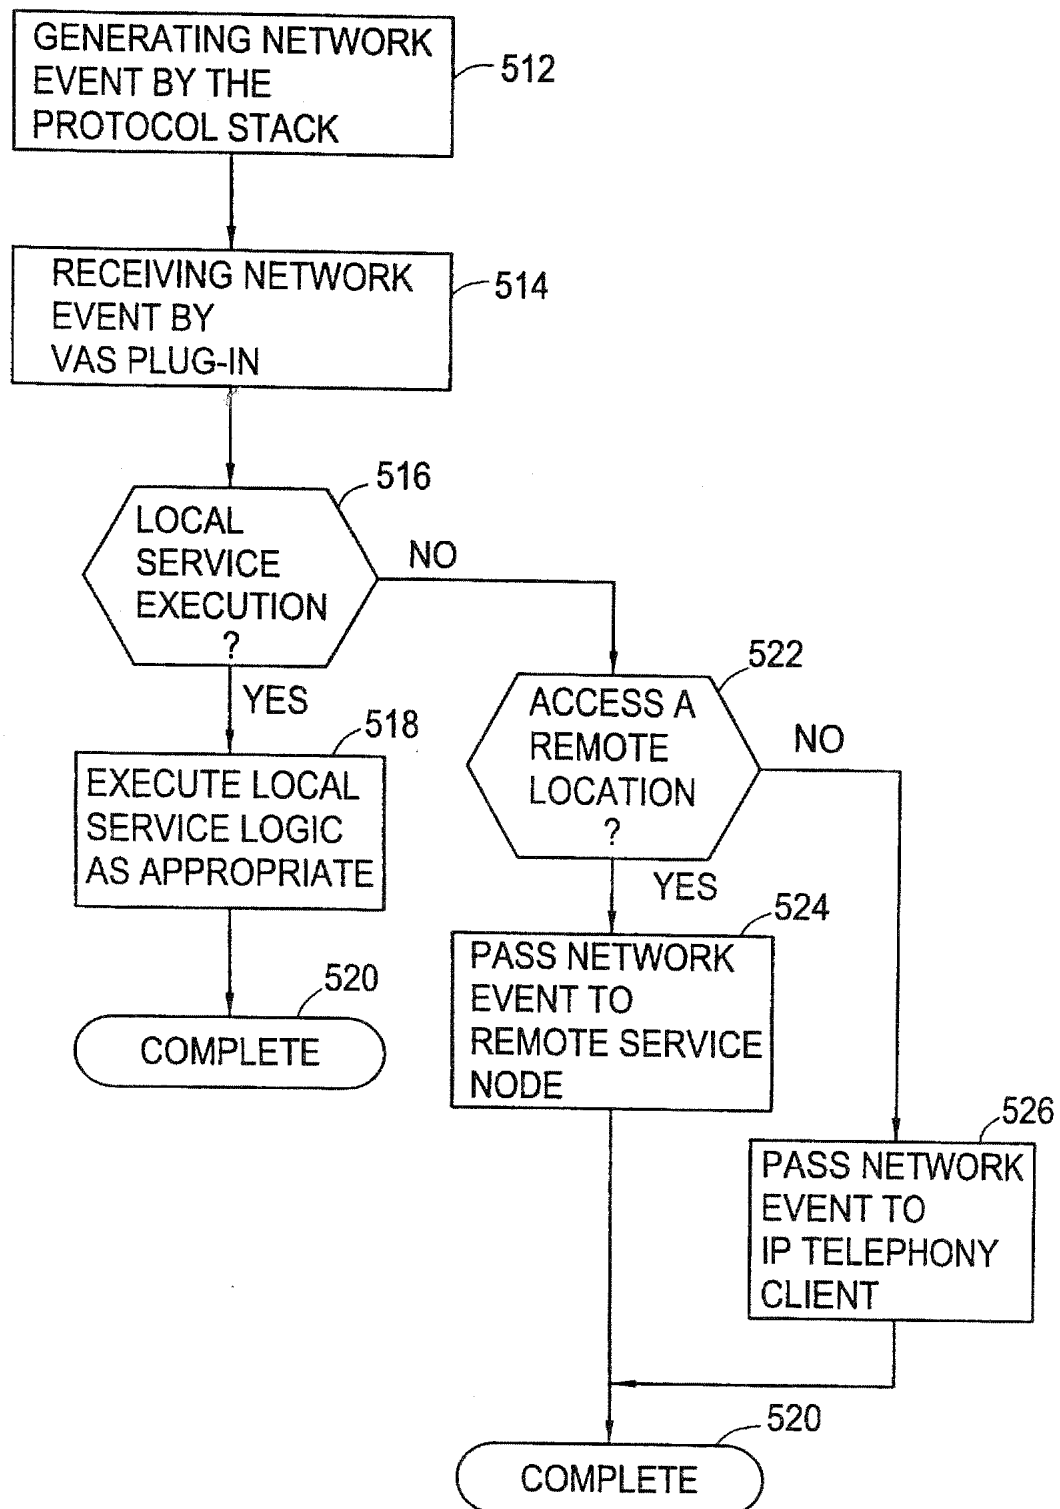 GENERATING NETWORK
EVENT BY THE
PROTOCOL STACK
512
RECEIVING NETWORK
EVENT BY
VAS PLUG-IN
514
516
LOCAL
SERVICE
EXECUTION
?
NO
YES
518
EXECUTE LOCAL
SERVICE LOGIC
AS APPROPRIATE
520
COMPLETE
522
ACCESS A
REMOTE
LOCATION
?
NO
YES
524
PASS NETWORK
EVENT TO
REMOTE SERVICE
NODE
526
PASS NETWORK
EVENT TO
IP TELEPHONY
CLIENT
520
COMPLETE